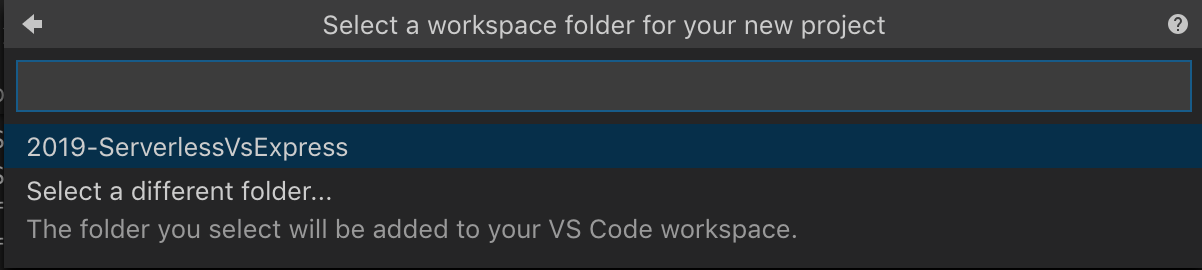 Select a workspace folder for your new project
2019-ServerlessVsExpress
Select a different folder...
The folder you select will be added to your VS Code workspace.